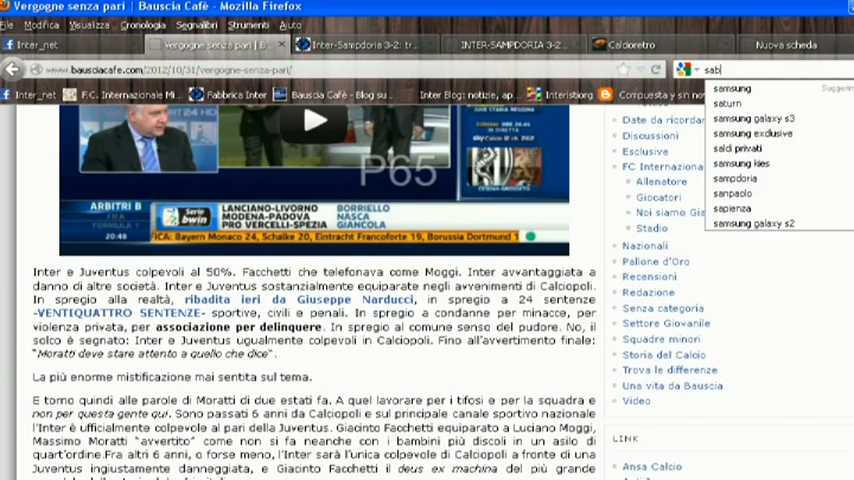 Vergogne senza pari | Bauscia Cafè - Mozilla Firefox
File Modifica Visualizza Cronologia Segnalibri Strumenti Aiuto
Inter_net
Vergogne senza pari | B...
Inter-Sampdoria 3-2: tr...
INTER-SAMPDORIA 3-2...
Calcioretro
Nuova scheda
www.bausciacafe.com/2012/10/31/vergogne-senza-pari/
sab
Inter_net
F.C. Internazionale Mi...
Fabbrica Inter
Bauscia Cafè - Blog su...
Inter Blog: notizie, ap...
Interistiorg
Compuesta y sin nov
samsung
saturn
samsung galaxy s3
samsung exclusive
saldi privati
samsung kies
sampdoria
sanpaolo
sapienza
samsung galaxy s2
Date da ricordar
Discussioni
Esclusive
FC Internaziona
Allenatore
Giocatori
Noi siamo Gia
Stadio
Nazionali
Pallone d'Oro
Recensioni
Redazione
Senza categoria
Settore Giovanile
Squadre minori
Storia del Calcio
Trova le differenze
Una vita da Bauscia
Video
LINK
Ansa Calcio
P65
CESENA-GROSSETO
ARBITRI B
FORMULA 1
20:48
Serie bwin
LANCIANO-LIVORNO BORRIELLO
MODENA-PADOVA NASCA
PRO VERCELLI-SPEZIA GIANCOLA
ICA: Bayern Monaco 24, Schalke 20, Eintracht Francoforte 19, Borussia Dortmund 1
Inter e Juventus colpevoli al 50%. Facchetti che telefonava come Moggi. Inter avvantaggiata a
danno di altre società. Inter e Juventus sostanzialmente equiparate negli avvenimenti di Calciopoli.
In spregio alla realtà, ribadita ieri da Giuseppe Narducci, in spregio a 24 sentenze
-VENTIQUATTRO SENTENZE- sportive, civili e penali. In spregio a condanne per minacce, per
violenza privata, per associazione per delinquere. In spregio al comune senso del pudore. No, il
solco è segnato: Inter e Juventus ugualmente colpevoli in Calciopoli. Fino all'avvertimento finale:
"Moratti deve stare attento a quello che dice".
La più enorme mistificazione mai sentita sul tema.
E torno quindi alle parole di Moratti di due estati fa. A quel lavorare per i tifosi e per la squadra e
non per questa gente qui. Sono passati 6 anni da Calciopoli e sul principale canale sportivo nazionale
l'Inter è ufficialmente colpevole al pari della Juventus. Giacinto Facchetti equiparato a Luciano Moggi,
Massimo Moratti "avvertito" come non si fa neanche con i bambini più discoli in un asilo di
quart'ordine.Fra altri 6 anni, o forse meno, l'Inter sarà l'unica colpevole di Calciopoli a fronte di una
Juventus ingiustamente danneggiata, e Giacinto Facchetti il deus ex machina del più grande